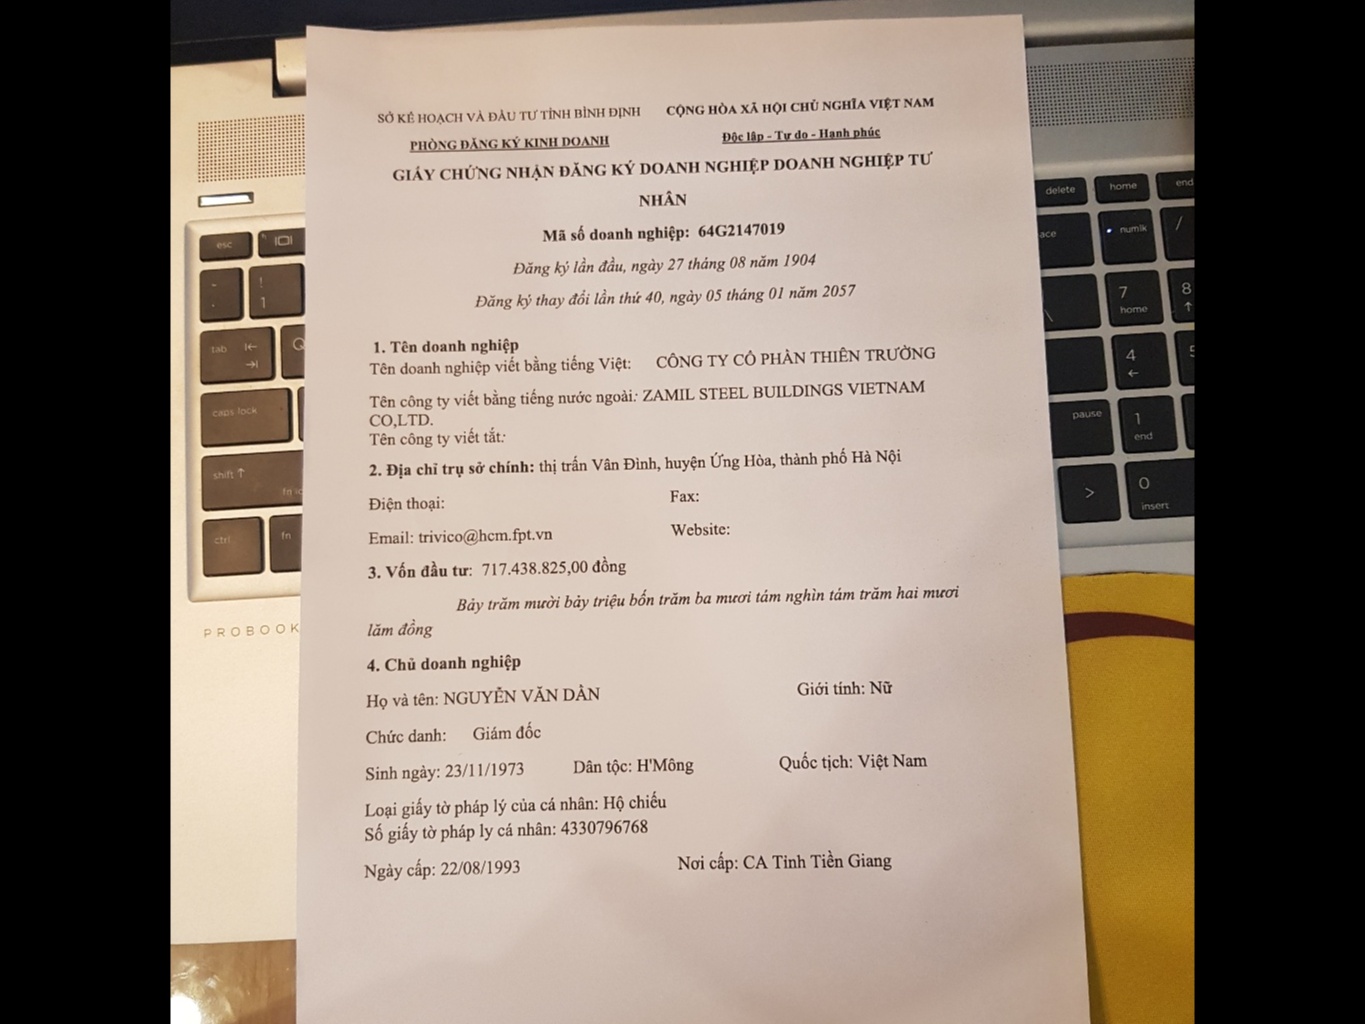 SỞ KẾ HOẠCH VÀ ĐẦU TƯ TỈNH BÌNH ĐỊNH CỘNG HÒA XÃ HỘI CHỦ NGHĨA VIỆT NAM
PHÒNG ĐĂNG KÝ KINH DOANH Độc lập - Tự do - Hạnh phúc
GIẤY CHỨNG NHẬN ĐĂNG KÝ DOANH NGHIỆP DOANH NGHIỆP TƯ
NHÂN
Mã số doanh nghiệp: 64G2147019
Đăng ký lần đầu, ngày 27 tháng 08 năm 1904
Đăng ký thay đổi lần thứ 40, ngày 05 tháng 01 năm 2057
1. Tên doanh nghiệp
Tên doanh nghiệp viết bằng tiếng Việt: CÔNG TY CỔ PHẦN THIÊN TRƯỜNG
Tên công ty viết bằng tiếng nước ngoài: ZAMIL STEEL BUILDINGS VIETNAM
CO,LTD.
Tên công ty viết tắt:
2. Địa chỉ trụ sở chính: thị trấn Vân Đình, huyện Ứng Hòa, thành phố Hà Nội
Điện thoại: Fax:
Email: trivico@hcm.fpt.vn Website:
3. Vốn đầu tư: 717.438.825,00 đồng
Bảy trăm mười bảy triệu bốn trăm ba mươi tám nghìn tám trăm hai mươi
lăm đồng
4. Chủ doanh nghiệp
Họ và tên: NGUYỄN VĂN DẦN Giới tính: Nữ
Chức danh: Giám đốc
Sinh ngày: 23/11/1973 Dân tộc: H'Mông Quốc tịch: Việt Nam
Loại giấy tờ pháp lý của cá nhân: Hộ chiếu
Số giấy tờ pháp ly cá nhân: 4330796768
Ngày cấp: 22/08/1993 Nơi cấp: CA Tỉnh Tiền Giang
esc
delete home end
ace numlk /
! 1
7 home 8
tab Q
4
caps lock
pause 1 end
shift fn
> 0 insert
ctrl fn
PROBOOK